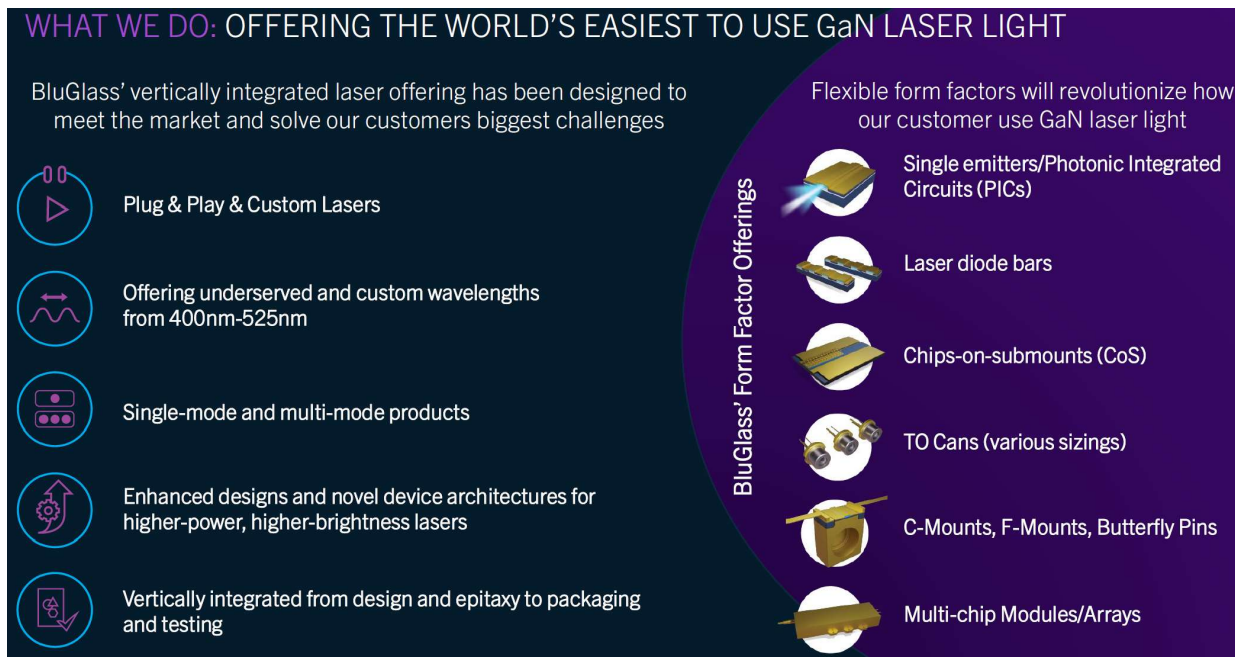 WHAT WE DO: OFFERING THE WORLD'S EASIEST TO USE GaN LASER LIGHT
BluGlass' vertically integrated laser offering has been designed to
meet the market and solve our customers biggest challenges
Plug & Play & Custom Lasers
Offering underserved and custom wavelengths
from 400nm-525nm
Single-mode and multi-mode products
Enhanced designs and novel device architectures for
higher-power, higher-brightness lasers
Vertically integrated from design and epitaxy to packaging
and testing
Flexible form factors will revolutionize how
our customer use GaN laser light
BluGlass' Form Factor Offerings
Single emitters/Photonic Integrated
Circuits (PICs)
Laser diode bars
Chips-on-submounts (CoS)
TO Cans (various sizings)
C-Mounts, F-Mounts, Butterfly Pins
Multi-chip Modules/Arrays